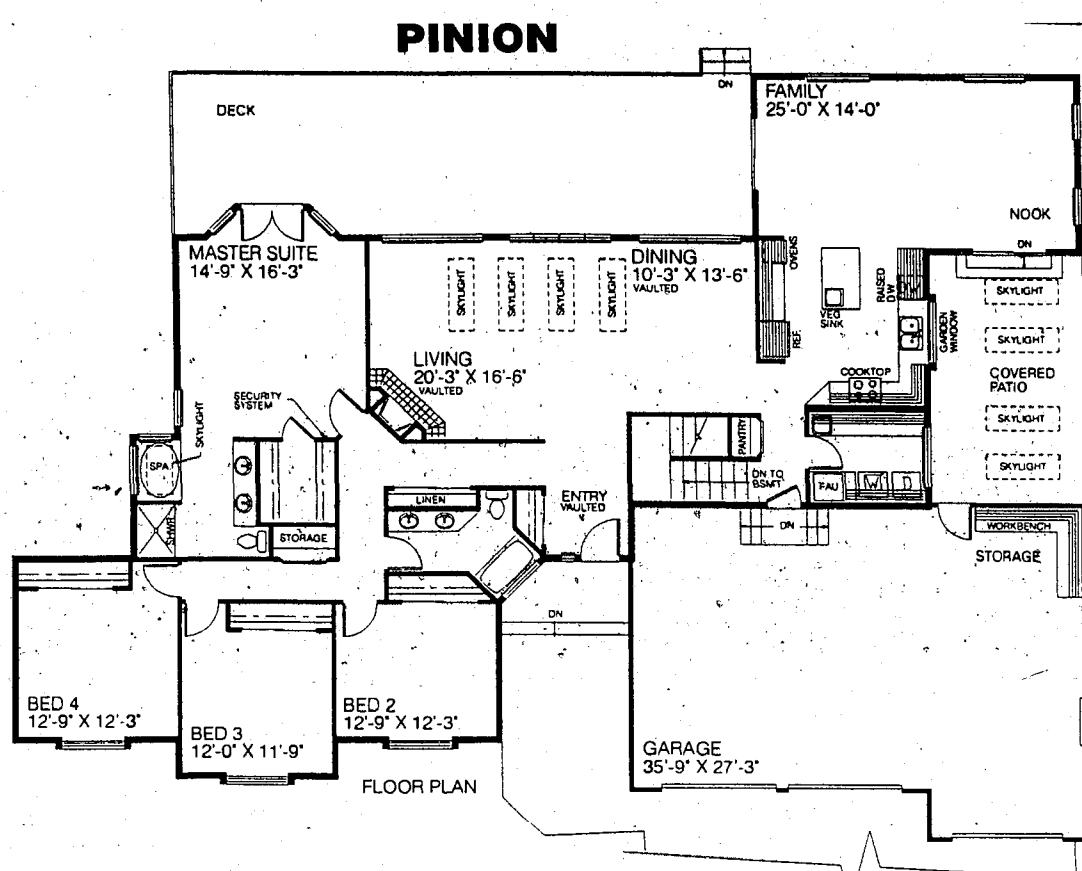 PINION
DN
FAMILY
25'-0" X 14'-0"
DECK
NOOK
DN
MASTER SUITE
14'-9" X 16'-3"
DINING
10'-3" X 13'-6"
VAULTED
OVENS
RAISED
DW
DW
SKYLIGHT
SKYLIGHT
SKYLIGHT
SKYLIGHT
SKYLIGHT
VEG
SINK
REF.
GARDEN
WINDOW
SKYLIGHT
LIVING
20'-3" X 16'-6"
VAULTED
COOKTOP
COVERED
PATIO
SECURITY
SYSTEM
SKYLIGHT
SKYLIGHT
PANTRY
SPA
SKYLIGHT
DN TO
BSMT
FAU
W
D
LINEN
ENTRY
VAULTED
SHWR
STORAGE
DN
WORKBENCH
STORAGE
DN
BED 4
12'-9" X 12'-3"
BED 3
12'-0" X 11'-9"
BED 2
12'-9" X 12'-3"
GARAGE
35'-9" X 27'-3"
FLOOR PLAN